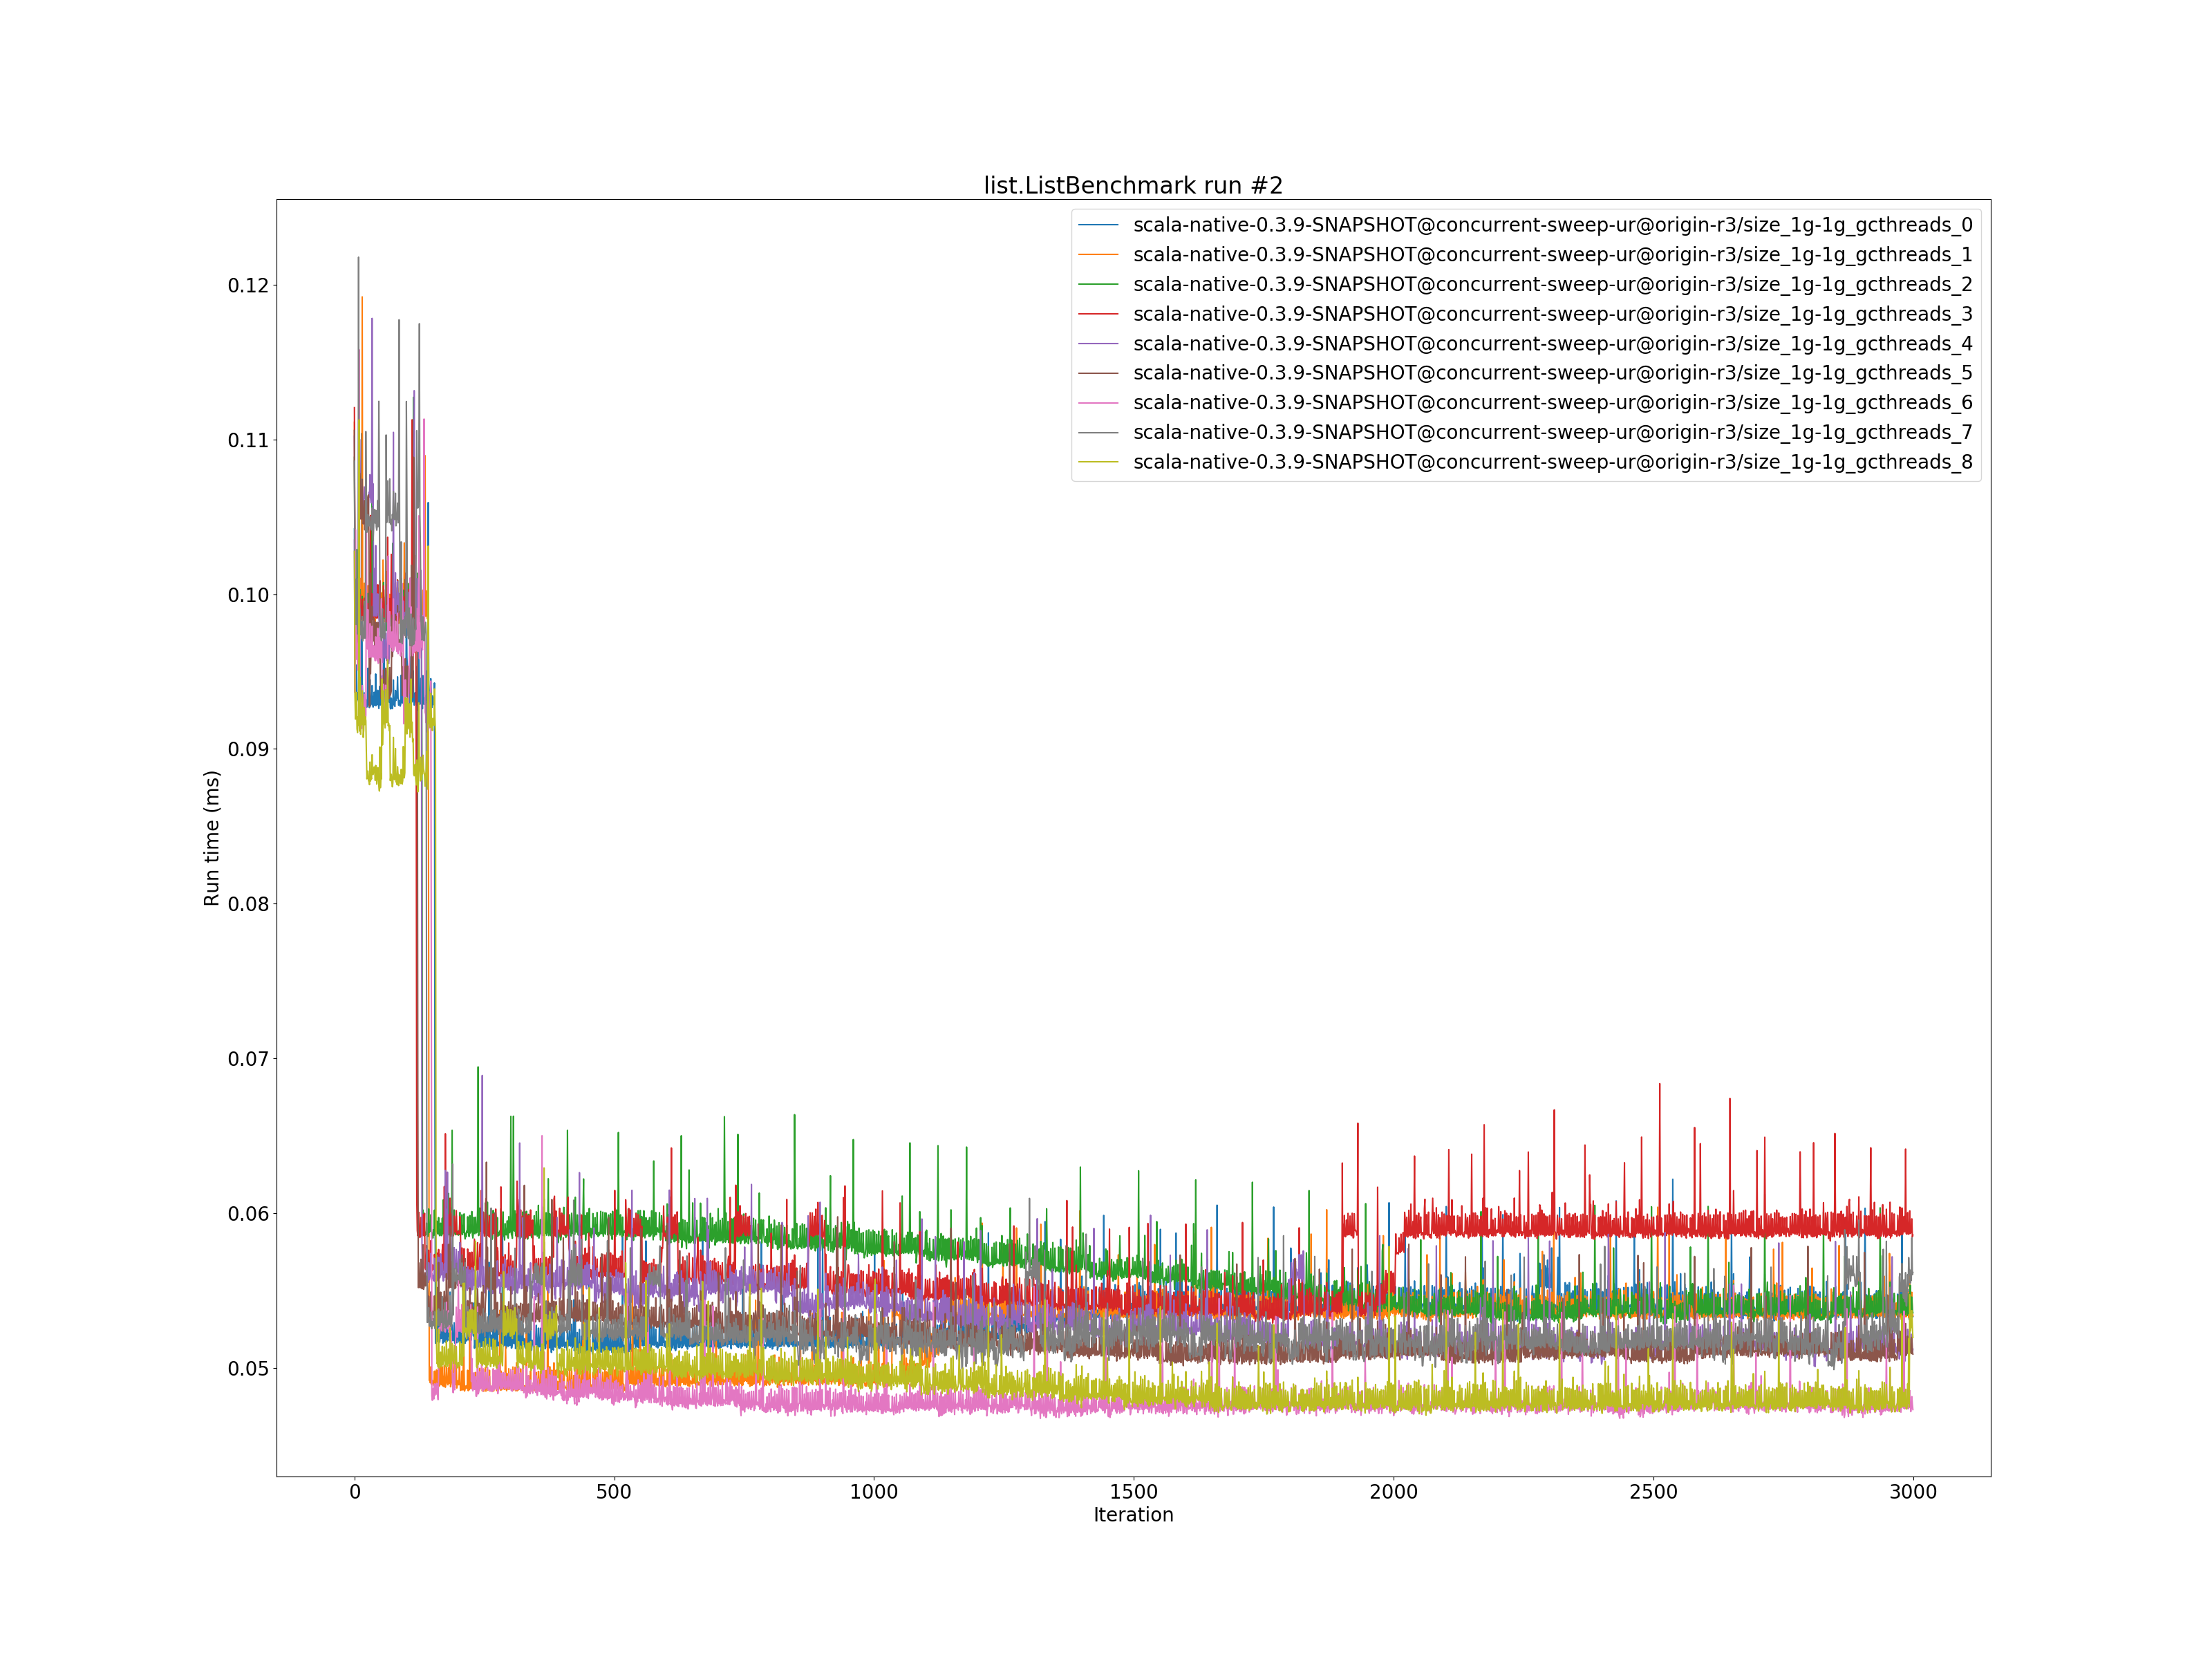 list.ListBenchmark run #2
scala-native-0.3.9-SNAPSHOT@concurrent-sweep-ur@origin-r3/size_1g-1g_gcthreads_0
scala-native-0.3.9-SNAPSHOT@concurrent-sweep-ur@origin-r3/size_1g-1g_gcthreads_1
scala-native-0.3.9-SNAPSHOT@concurrent-sweep-ur@origin-r3/size_1g-1g_gcthreads_2
scala-native-0.3.9-SNAPSHOT@concurrent-sweep-ur@origin-r3/size_1g-1g_gcthreads_3
scala-native-0.3.9-SNAPSHOT@concurrent-sweep-ur@origin-r3/size_1g-1g_gcthreads_4
scala-native-0.3.9-SNAPSHOT@concurrent-sweep-ur@origin-r3/size_1g-1g_gcthreads_5
scala-native-0.3.9-SNAPSHOT@concurrent-sweep-ur@origin-r3/size_1g-1g_gcthreads_6
scala-native-0.3.9-SNAPSHOT@concurrent-sweep-ur@origin-r3/size_1g-1g_gcthreads_7
scala-native-0.3.9-SNAPSHOT@concurrent-sweep-ur@origin-r3/size_1g-1g_gcthreads_8
Run time (ms)
0.12
0.11
0.10
0.09
0.08
0.07
0.06
0.05
0 500 1000 1500 2000 2500 3000
Iteration